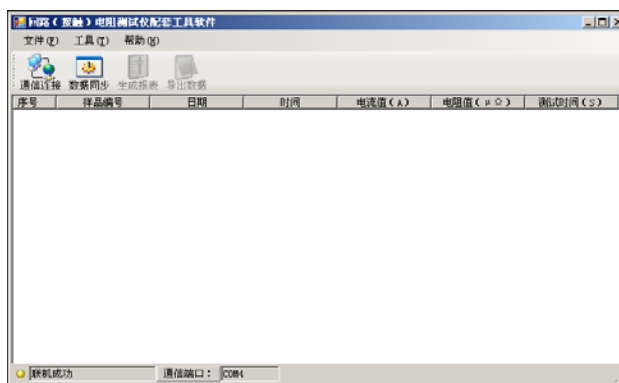 回路(接触)电阻测试仪配套工具软件
文件(F) 工具(T) 帮助(H)
通信连接 数据同步 生成报表 导出数据
序号 样品编号 日期 时间 电流值(A) 电阻值(μΩ) 测试时间(S)
联机成功 通信端口: COM4